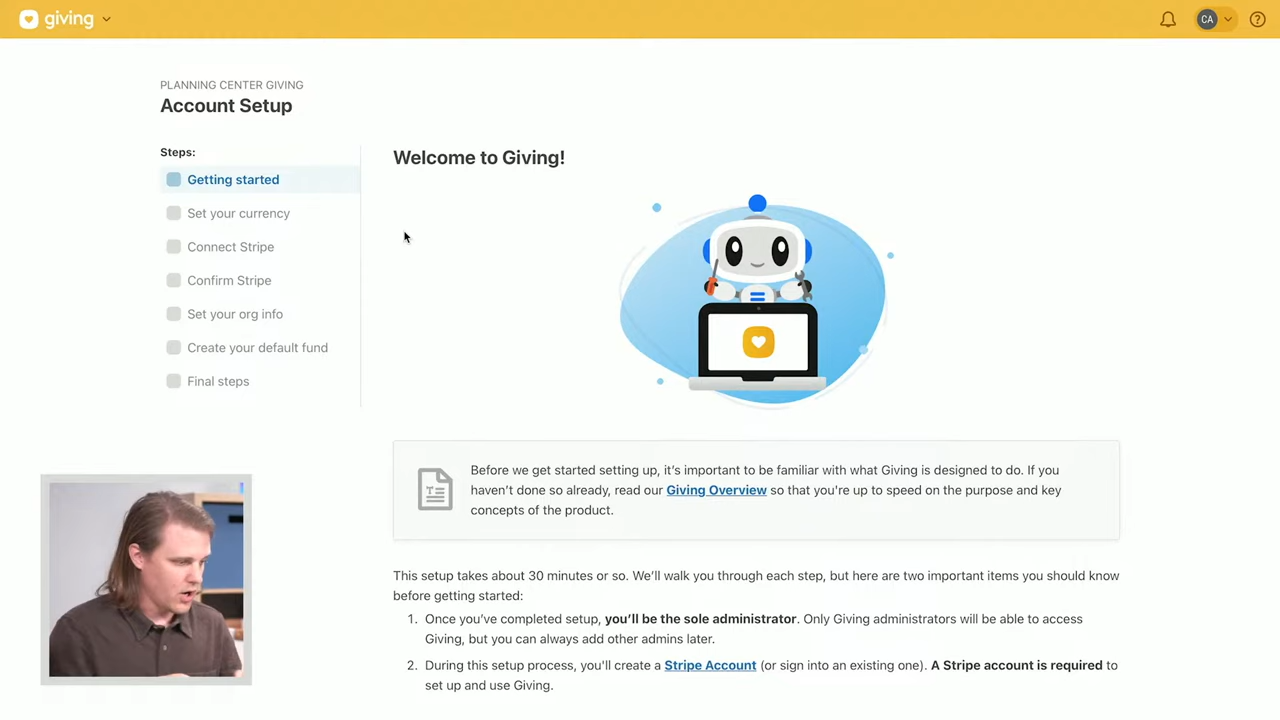 giving
CA
PLANNING CENTER GIVING
Account Setup
Steps:
Getting started
Set your currency
Connect Stripe
Confirm Stripe
Set your org info
Create your default fund
Final steps
Welcome to Giving!
Before we get started setting up, it's important to be familiar with what Giving is designed to do. If you
haven't done so already, read our Giving Overview so that you're up to speed on the purpose and key
concepts of the product.
This setup takes about 30 minutes or so. We'll walk you through each step, but here are two important items you should know
before getting started:
1. Once you've completed setup, you'll be the sole administrator. Only Giving administrators will be able to access
Giving, but you can always add other admins later.
2. During this setup process, you'll create a Stripe Account (or sign into an existing one). A Stripe account is required to
set up and use Giving.